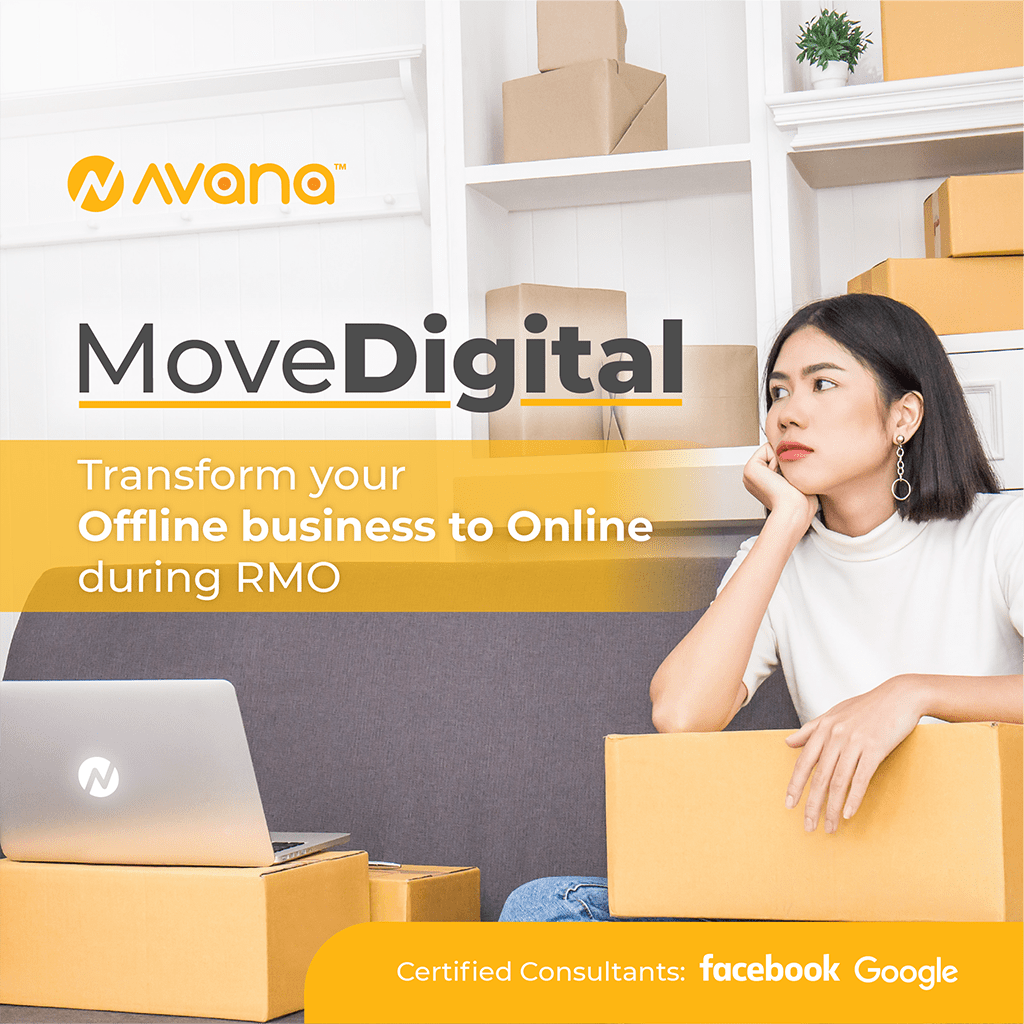 AVANA™
MoveDigital
Transform your
Offline business to Online
during RMO
Certified Consultants: facebook Google